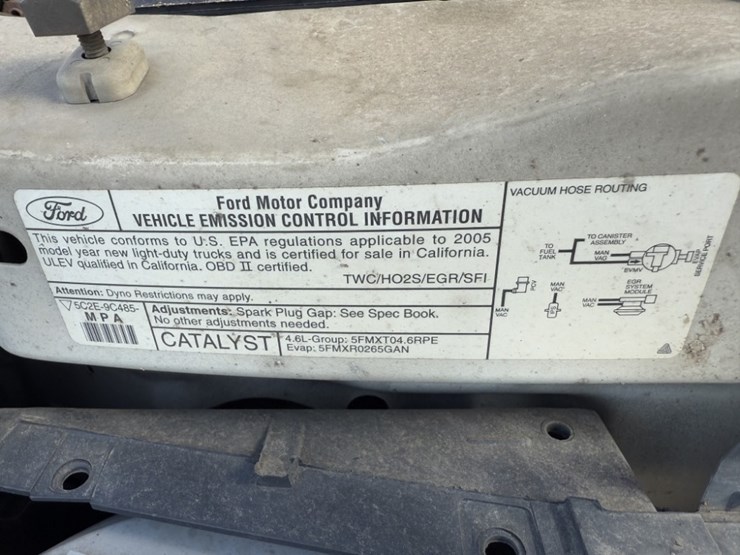 Ford
Ford Motor Company
VEHICLE EMISSION CONTROL INFORMATION
This vehicle conforms to U.S. EPA regulations applicable to 2005
model year new light-duty trucks and is certified for sale in California.
ULEV qualified in California. OBD II certified.
TWC/HO2S/EGR/SFI
Attention: Dyno Restrictions may apply.
5C2E-9C485-
MPA
Adjustments: Spark Plug Gap: See Spec Book.
No other adjustments needed.
CATALYST
4.6L-Group: 5FMXT04.6RPE
Evap: 5FMXR0265GAN
VACUUM HOSE ROUTING
TO
FUEL
TANK
TO CANISTER
ASSEMBLY
MAN
VAC
EVMV
EVAP
SERVICE PORT
PCV
MAN
VAC
MAN
VAC
EGR
SYSTEM
MODULE
MAN
VAC